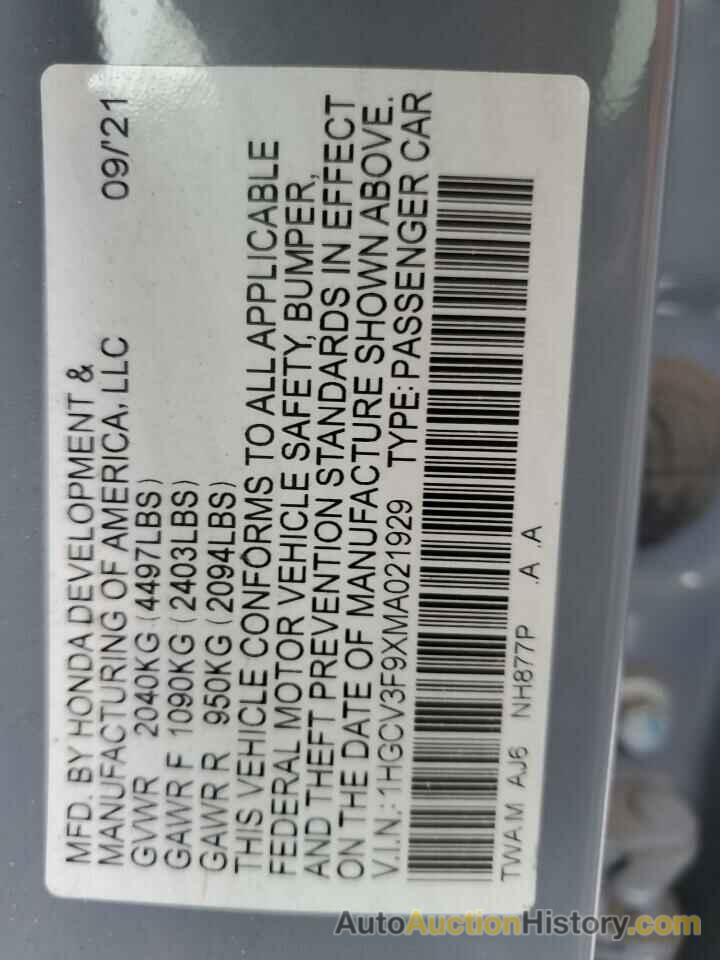 MFD. BY HONDA DEVELOPMENT &
MANUFACTURING OF AMERICA, LLC 09/'21
GVWR 2040KG (4497LBS)
GAWR F 1090KG (2403LBS)
GAWR R 950KG (2094LBS)
THIS VEHICLE CONFORMS TO ALL APPLICABLE
FEDERAL MOTOR VEHICLE SAFETY, BUMPER,
AND THEFT PREVENTION STANDARDS IN EFFECT
ON THE DATE OF MANUFACTURE SHOWN ABOVE.
V.I.N.:1HGCV3F9XMA021929 TYPE:PASSENGER CAR
TWAM AJ6 NH877P .A .A
AutoAuctionHistory.com